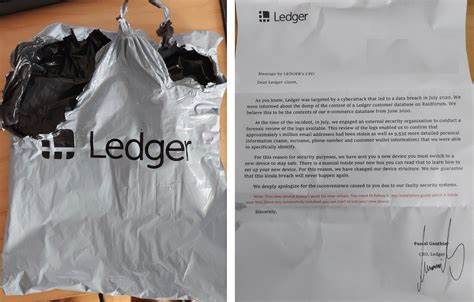 Ledger
Ledger
Message by LEDGER's CEO
Dear Ledger client,
As you know, Ledger was targeted by a cyberattack that led to a data breach in July 2020. We
were informed about the dump of the content of a Ledger customer database on Raidforum. We
believe this to be the contents of our e-commerce database from June 2020.
At the time of the incident, in July, we engaged an external security organisation to conduct a
forensic review of the logs available. This review of the logs enabled us to confirm that
approximately 1 million email addresses had been stolen as well as 9,532 more detailed personal
information (name, surname, phone number and customer wallet information) that we were able
to specifically identify.
For this reason for security purposes, we have sent you a new device you must switch to a
new device to stay safe. There is a manual inside your new box you can read that to learn how to
set up your new device. For this reason, we have changed our device structure. We now guarantee
that this kinda breach will never happen again.
We deeply apologize for the inconvenience caused to you due to our faulty security systems.
Sincerely,
Pascal Gauthier
CEO, Ledger